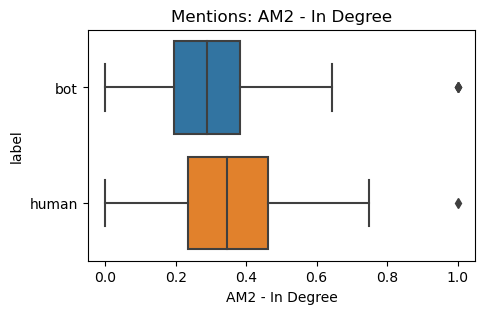 Mentions: AM2 - In Degree
bot
human
label
0.0 0.2 0.4 0.6 0.8 1.0
AM2 - In Degree